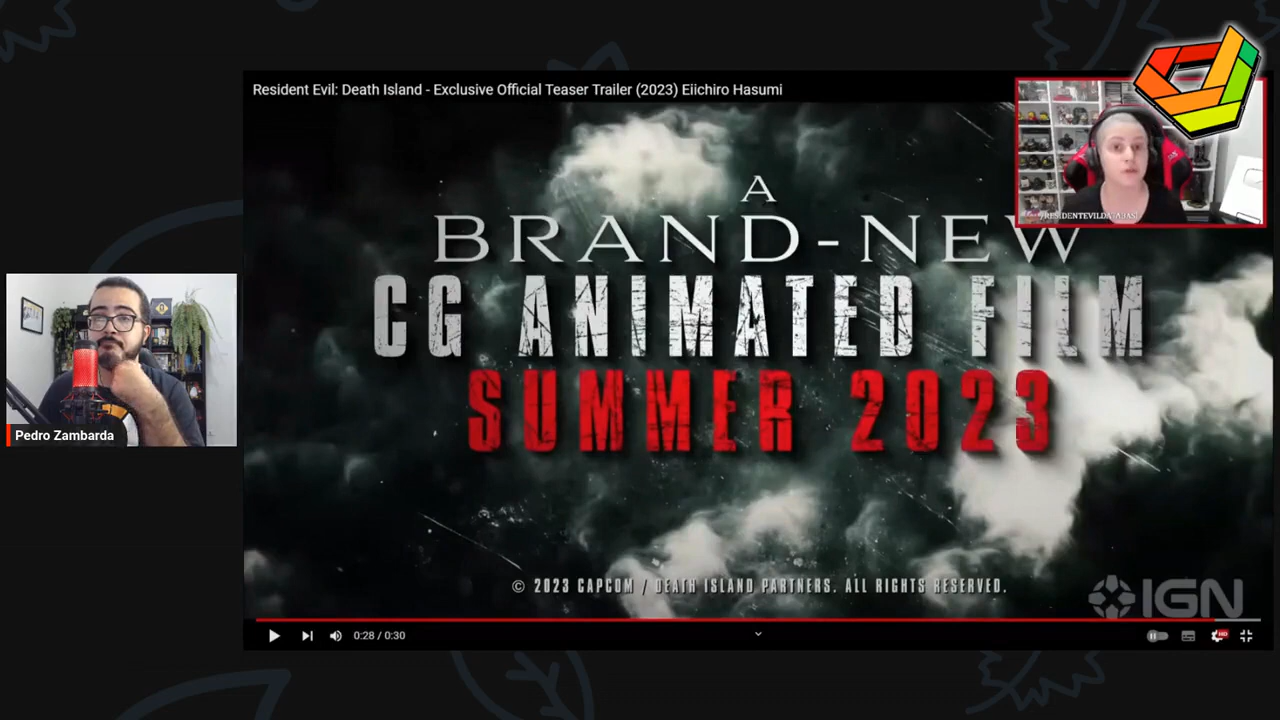 Resident Evil: Death Island - Exclusive Official Teaser Trailer (2023) Eiichiro Hasumi
A
BRAND-NEW
CG ANIMATED FILM
SUMMER 2023
© 2023 CAPCOM / DEATH ISLAND PARTNERS. ALL RIGHTS RESERVED.
IGN
0:28 / 0:30
HD
Pedro Zambarda